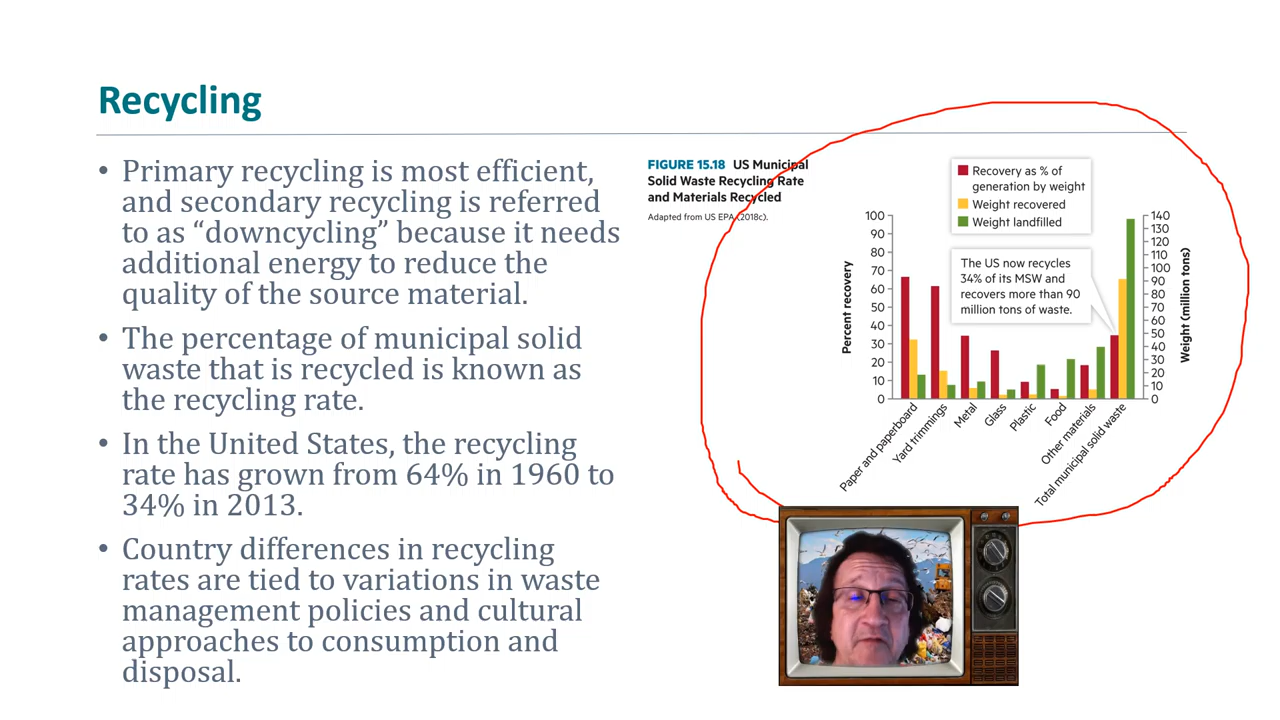 Recycling
• Primary recycling is most efficient,
and secondary recycling is referred
to as “downcycling” because it needs
additional energy to reduce the
quality of the source material.
• The percentage of municipal solid
waste that is recycled is known as
the recycling rate.
• In the United States, the recycling
rate has grown from 64% in 1960 to
34% in 2013.
• Country differences in recycling
rates are tied to variations in waste
management policies and cultural
approaches to consumption and
disposal.
FIGURE 15.18 US Municipal
Solid Waste Recycling Rate
and Materials Recycled
Adapted from US EPA (2018c).
Recovery as % of
generation by weight
Weight recovered
Weight landfilled
The US now recycles
34% of its MSW and
recovers more than 90
million tons of waste.
Percent recovery
100
90
80
70
60
50
40
30
20
10
0
Weight (million tons)
140
130
120
110
100
90
80
70
60
50
40
30
20
10
0
Paper and paperboard
Yard trimmings
Metal
Glass
Plastic
Food
Other materials
Total municipal solid waste